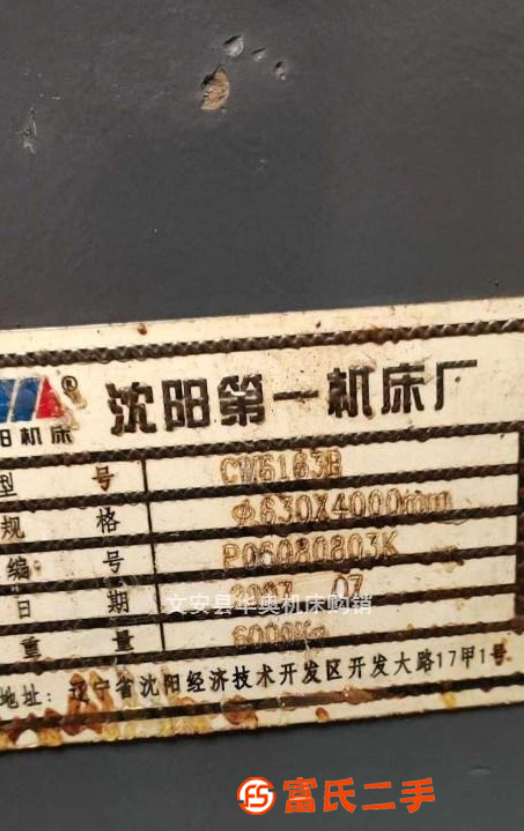 ®
沈阳第一机床厂
阳机床
型号 CW6163B
规格 Φ630X4000mm
编号 P06080803K
日期 2007 07
重量 6000Kg
文安县华奥机床购销
地址: 辽宁省沈阳经济技术开发区开发大路17甲1号
FS 富氏二手